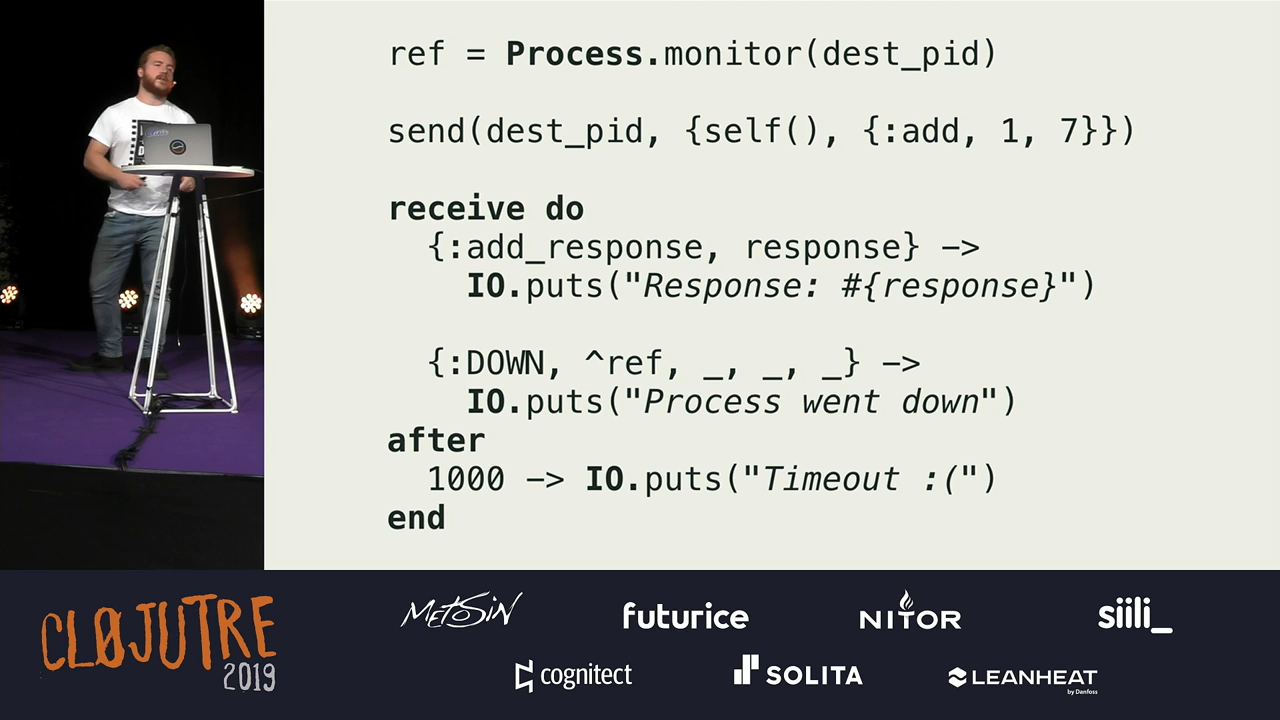 ref = Process.monitor(dest_pid)
send(dest_pid, {self(), {:add, 1, 7}})
receive do
  {:add_response, response} ->
    IO.puts("Response: #{response}")
  {:DOWN, ^ref, _, _, _} ->
    IO.puts("Process went down")
after
  1000 -> IO.puts("Timeout :(")
end
CLØJUTRE
2019
METOSIN
futurice
NITOR
siili_
cognitect
SOLITA
LEANHEAT
by Danfoss